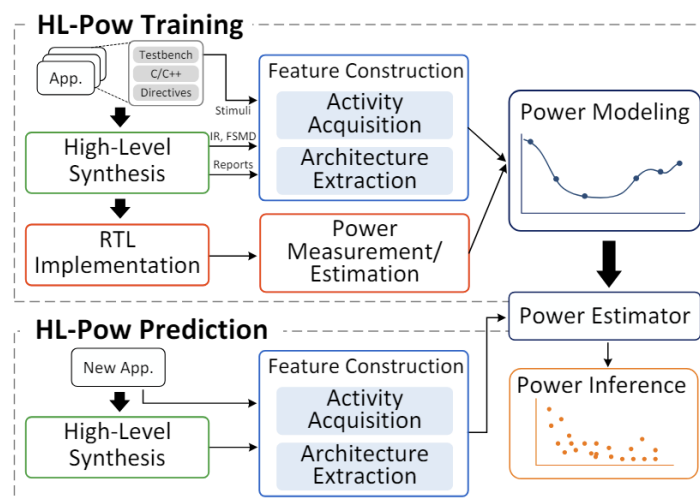 HL-Pow Training
App.
Testbench
C/C++
Directives
Stimuli
High-Level
Synthesis
IR, FSMD
Reports
Feature Construction
Activity
Acquisition
Architecture
Extraction
Power Modeling
RTL
Implementation
Power
Measurement/
Estimation
HL-Pow Prediction
New App.
High-Level
Synthesis
Feature Construction
Activity
Acquisition
Architecture
Extraction
Power Estimator
Power Inference